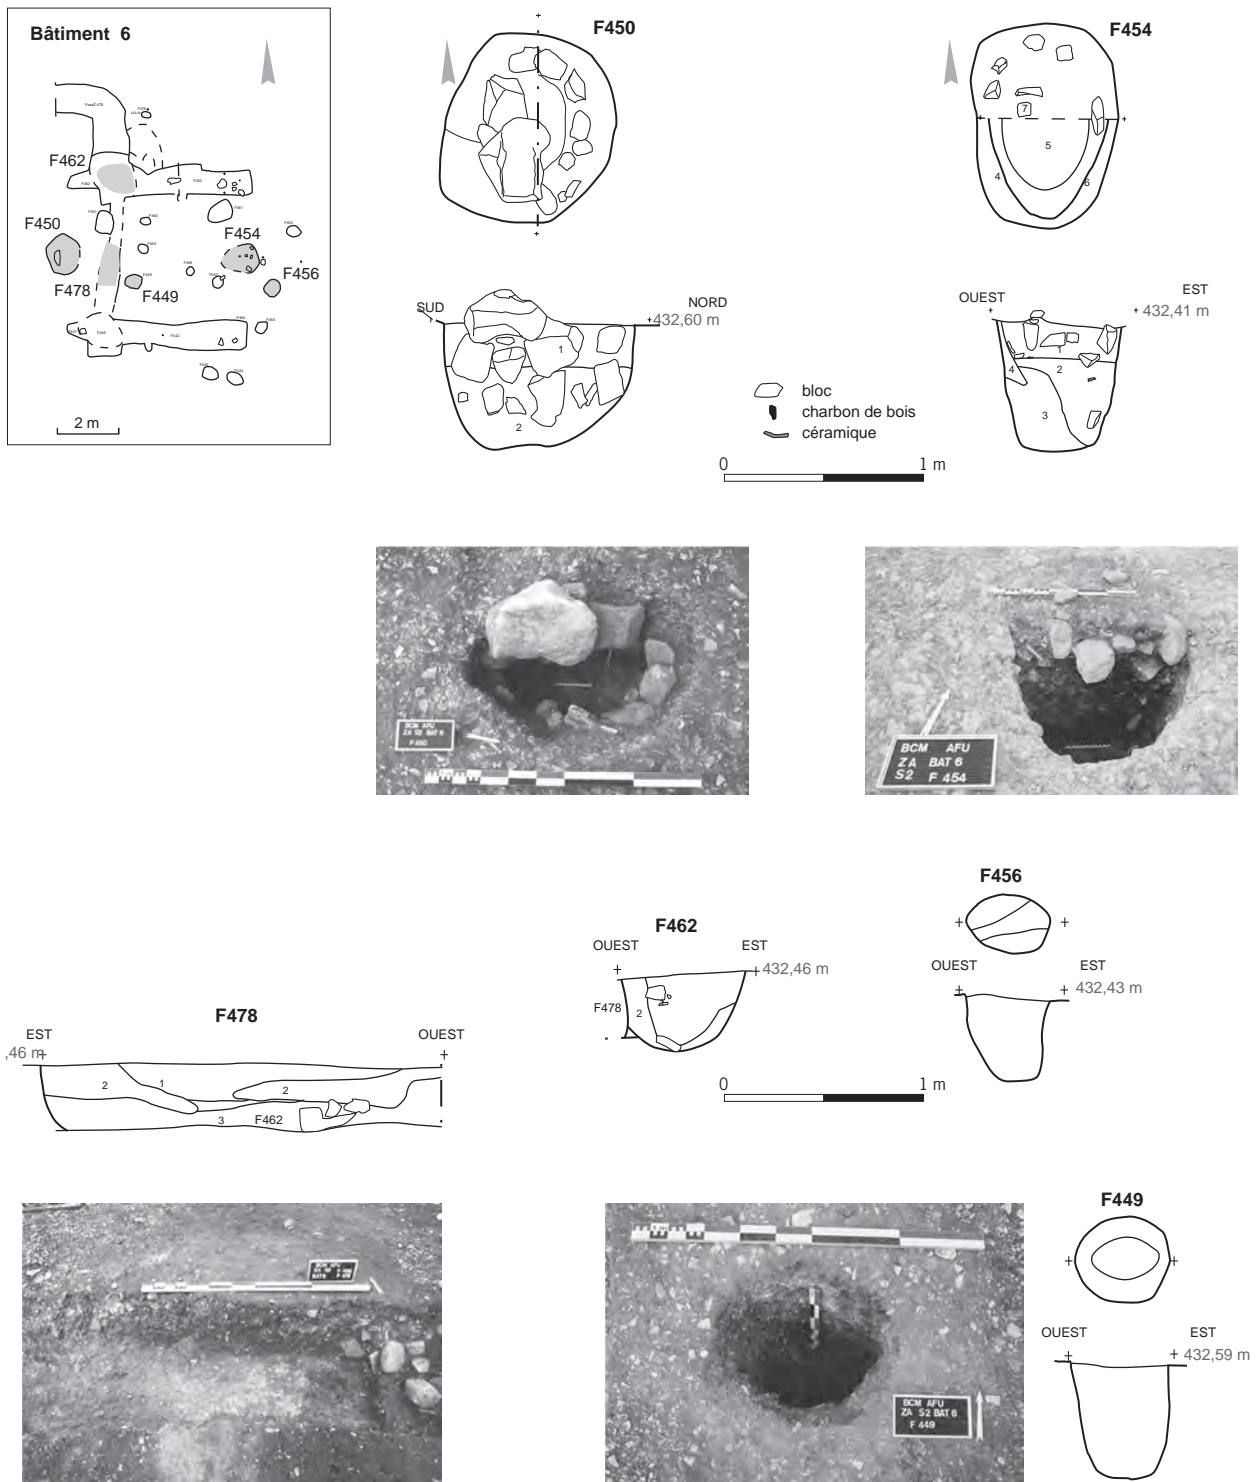 Bâtiment 6
F462
F450
F454
F456
F478
F449
2 m
F450
SUD
NORD
432,60 m
1
2
F454
7
5
4
6
OUEST
EST
432,41 m
1
2
4
3
bloc
charbon de bois
céramique
0
1 m
BCM AFU
ZA S2 BAT 6
F450
BCM AFU
ZA BAT 6
S2 F 454
F478
EST
OUEST
,46 m
2
1
2
3
F462
F462
OUEST
EST
432,46 m
F478
2
0
1 m
F456
OUEST
EST
432,43 m
BCM AFU
BCM AFU
ZA S2 BAT 6
F 449
F449
OUEST
EST
432,59 m